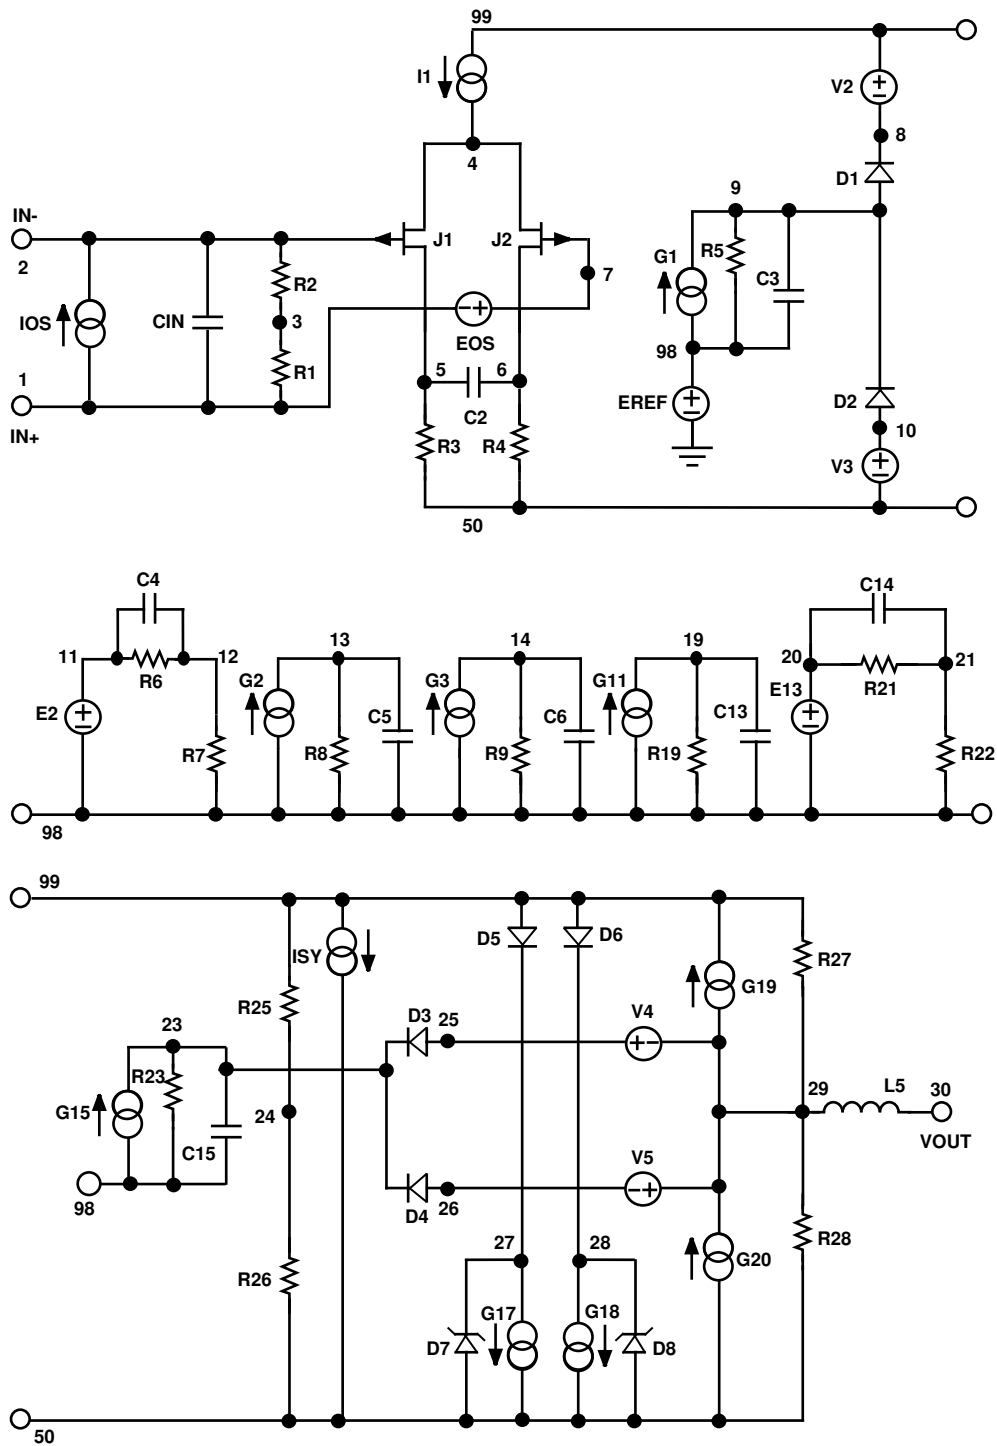 99
I1
V2
8
4
D1
9
IN-
2
J1
J2
R5
G1
C3
7
R2
IOS
CIN
3
EOS
98
1
R1
5
6
EREF
D2
C2
10
IN+
R3
R4
V3
50
C4
C14
11
12
13
14
19
20
21
R6
G2
G3
G11
E13
R21
E2
C5
C6
C13
R7
R8
R9
R19
R22
98
99
D5
D6
ISY
R27
G19
R25
D3
25
V4
23
R23
G15
24
29
L5
30
C15
VOUT
V5
98
D4
26
27
28
R28
R26
G20
G17
G18
D7
D8
50